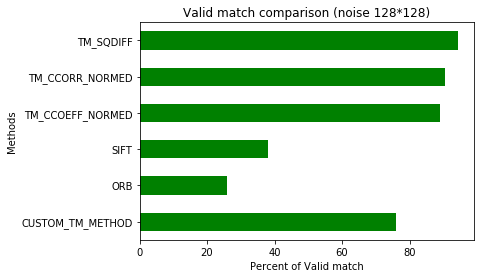 Valid match comparison (noise 128*128)
Methods
TM_SQDIFF
TM_CCORR_NORMED
TM_CCOEFF_NORMED
SIFT
ORB
CUSTOM_TM_METHOD
0 20 40 60 80
Percent of Valid match